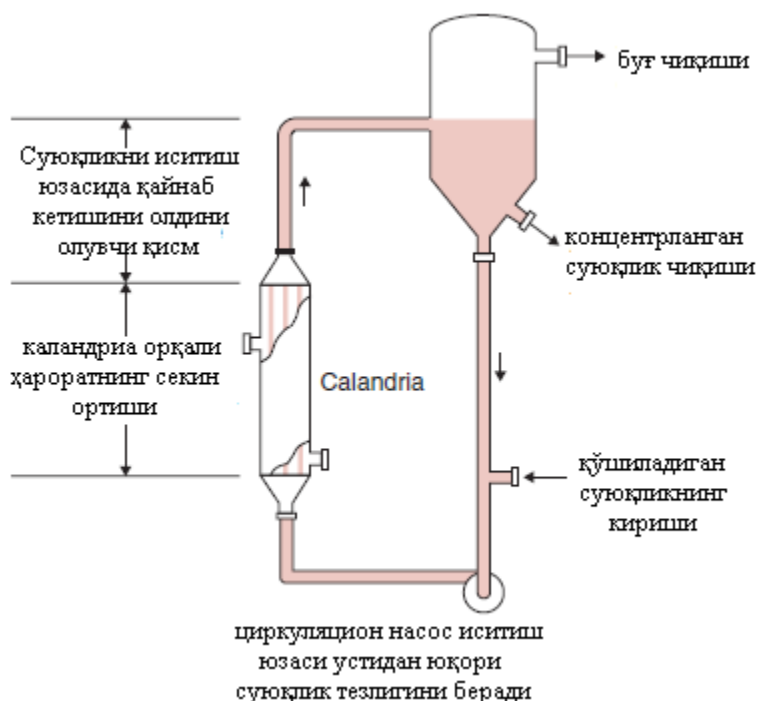 буғ чиқиши
Суюқликни иситиш
юзасида қайнаб
кетишини олдини
олувчи қисм
концентрланган
суюқлик чиқиши
каландриа орқали
ҳароратнинг секин
ортиши
Calandria
қўшиладиган
суюқликнинг
кириши
циркуляцион насос иситиш
юзаси устидан юқори
суюқлик тезлигини беради